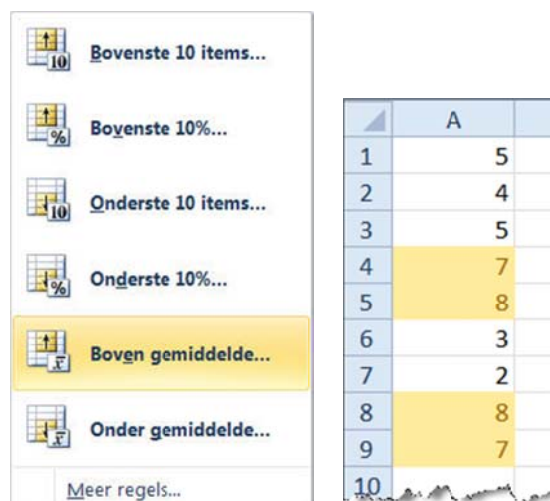 Bovenste 10 items...
Bovenste 10%...
Onderste 10 items...
Onderste 10%...
Boven gemiddelde...
Onder gemiddelde...
Meer regels...
A
1 5
2 4
3 5
4 7
5 8
6 3
7 2
8 8
9 7
10